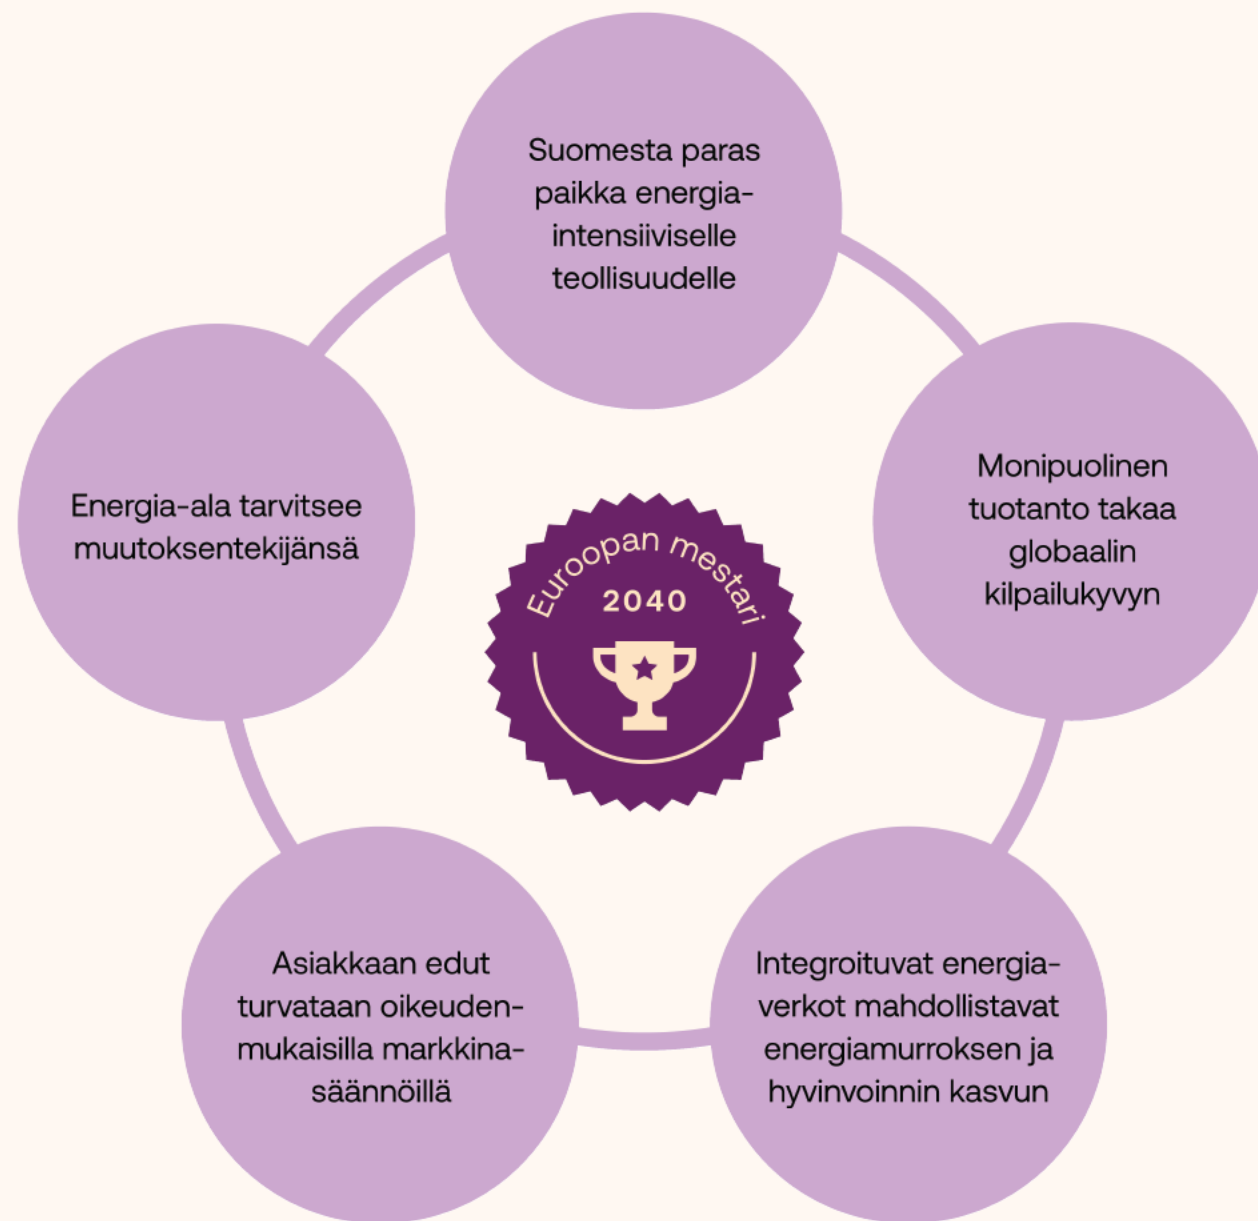 Suomesta paras
paikka energia-
intensiiviselle
teollisuudelle
Monipuolinen
tuotanto takaa
globaalin
kilpailukyvyn
Energia-ala tarvitsee
muutoksentekijänsä
Euroopan mestari
2040
Asiakkaan edut
turvataan oikeuden-
mukaisilla markkina-
säännöillä
Integroituvat energia-
verkot mahdollistavat
energiamurroksen ja
hyvinvoinnin kasvun